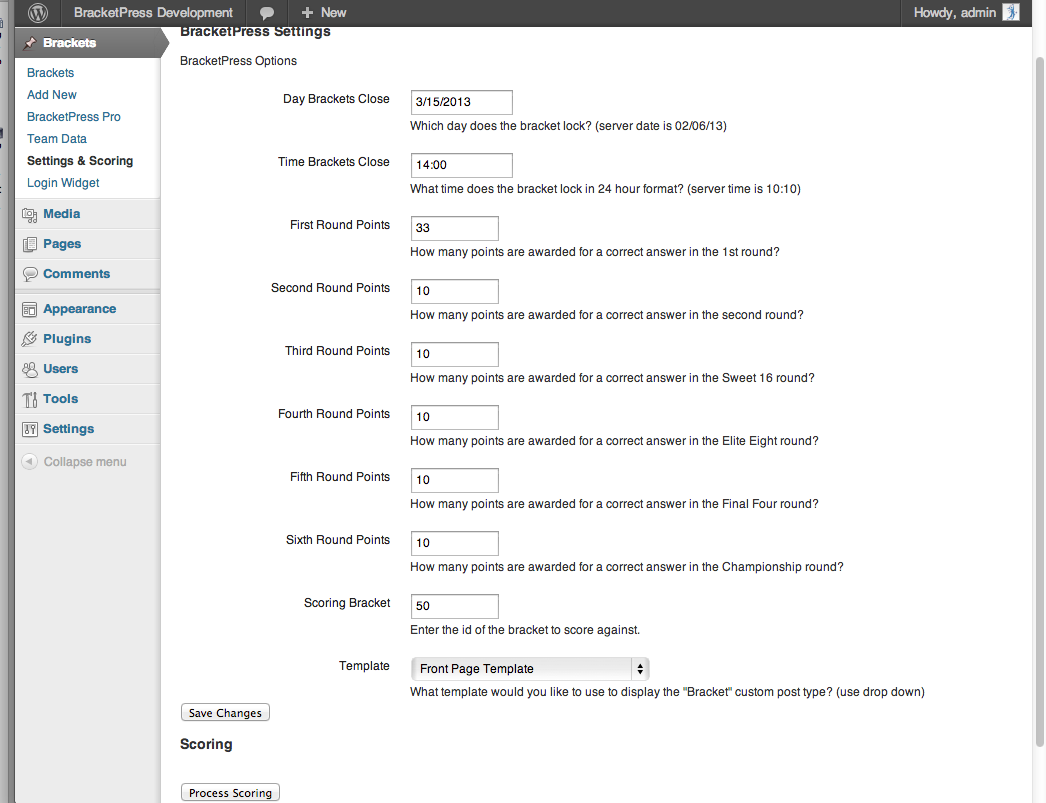 BracketPress Development
New
Howdy, admin
Brackets
Brackets
Add New
BracketPress Pro
Team Data
Settings & Scoring
Login Widget
Media
Pages
Comments
Appearance
Plugins
Users
Tools
Settings
Collapse menu
BracketPress Settings
BracketPress Options
Day Brackets Close
3/15/2013
Which day does the bracket lock? (server date is 02/06/13)
Time Brackets Close
14:00
What time does the bracket lock in 24 hour format? (server time is 10:10)
First Round Points
33
How many points are awarded for a correct answer in the 1st round?
Second Round Points
10
How many points are awarded for a correct answer in the second round?
Third Round Points
10
How many points are awarded for a correct answer in the Sweet 16 round?
Fourth Round Points
10
How many points are awarded for a correct answer in the Elite Eight round?
Fifth Round Points
10
How many points are awarded for a correct answer in the Final Four round?
Sixth Round Points
10
How many points are awarded for a correct answer in the Championship round?
Scoring Bracket
50
Enter the id of the bracket to score against.
Template
Front Page Template
What template would you like to use to display the "Bracket" custom post type? (use drop down)
Save Changes
Scoring
Process Scoring